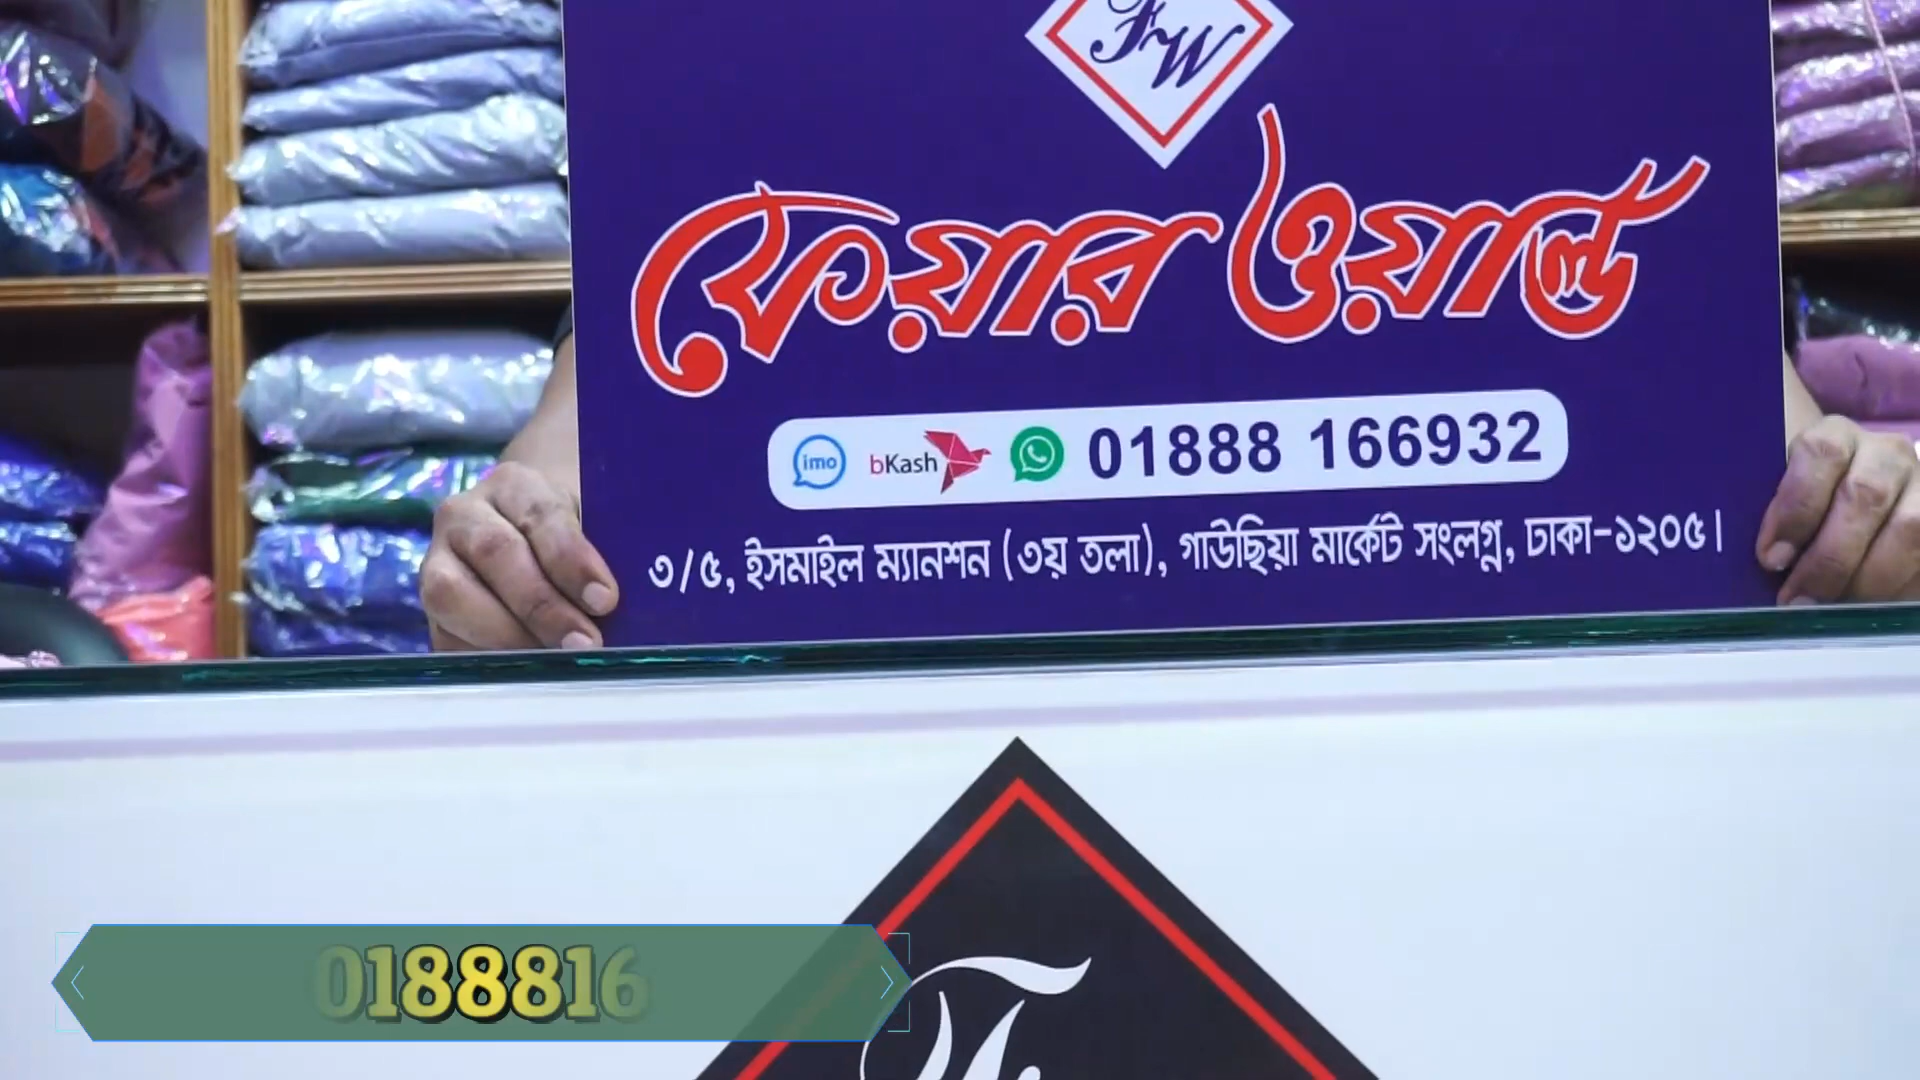 FW
ফেয়ার ওয়ার্ল্ড
imo bKash 01888 166932
৩/৫, ইসমাইল ম্যানশন (৩য় তলা), গাউছিয়া মার্কেট সংলগ্ন, ঢাকা-১২০৫।
0188816